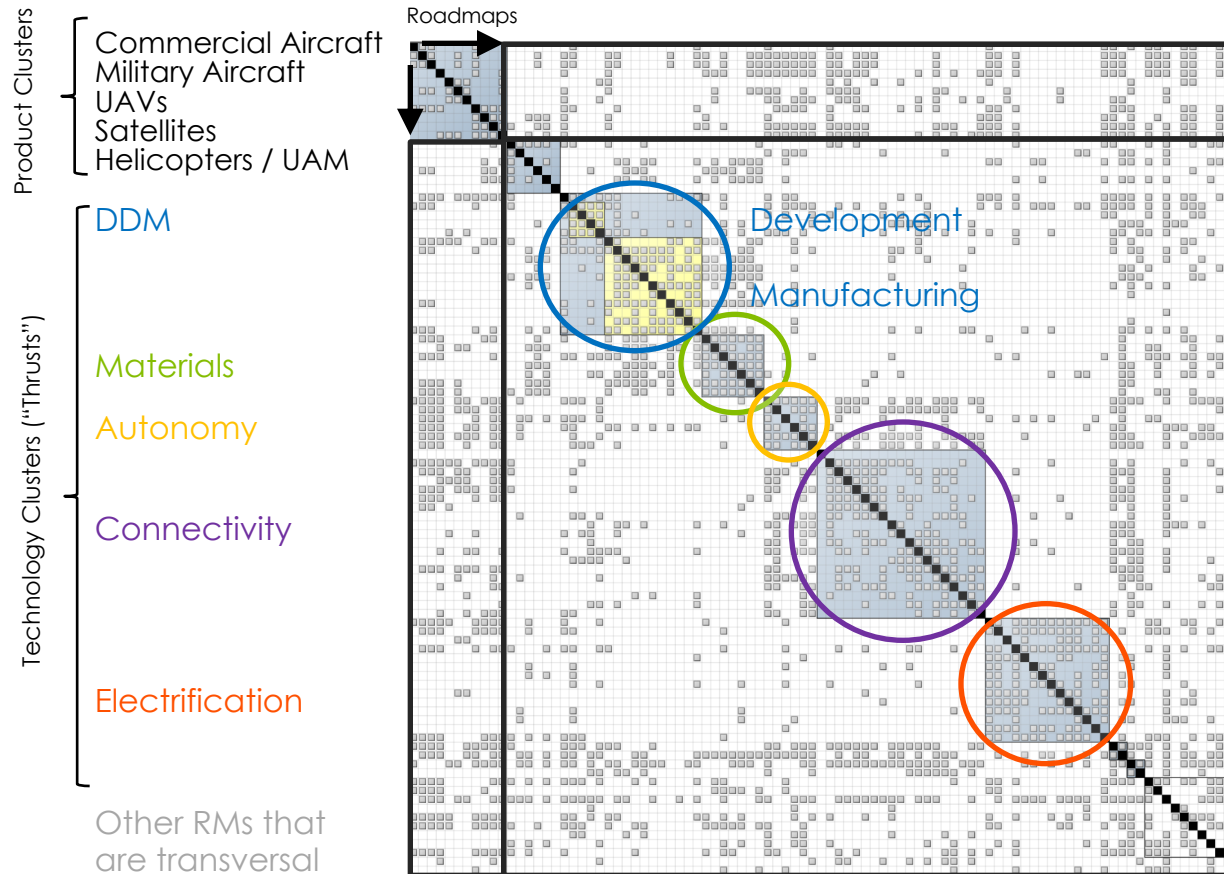 Roadmaps
Product Clusters
Commercial Aircraft
Military Aircraft
UAVs
Satellites
Helicopters / UAM
Technology Clusters (“Thrusts”)
DDM
Development
Manufacturing
Materials
Autonomy
Connectivity
Electrification
Other RMs that
are transversal